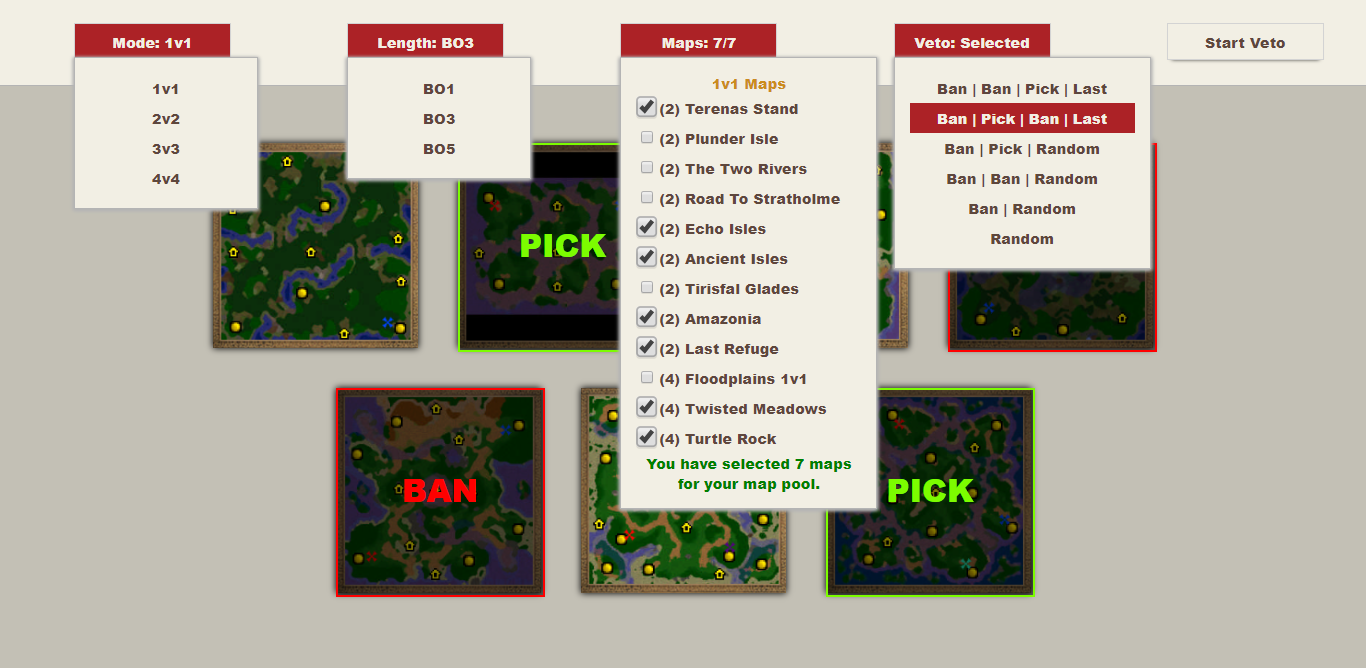 Mode: 1v1
Length: BO3
Maps: 7/7
Veto: Selected
Start Veto
1v1
2v2
3v3
4v4
BO1
BO3
BO5
1v1 Maps
(2) Terenas Stand
(2) Plunder Isle
(2) The Two Rivers
(2) Road To Stratholme
(2) Echo Isles
(2) Ancient Isles
(2) Tirisfal Glades
(2) Amazonia
(2) Last Refuge
(4) Floodplains 1v1
(4) Twisted Meadows
(4) Turtle Rock
You have selected 7 maps
for your map pool.
Ban | Ban | Pick | Last
Ban | Pick | Ban | Last
Ban | Pick | Random
Ban | Ban | Random
Ban | Random
Random
PICK
BAN
PICK